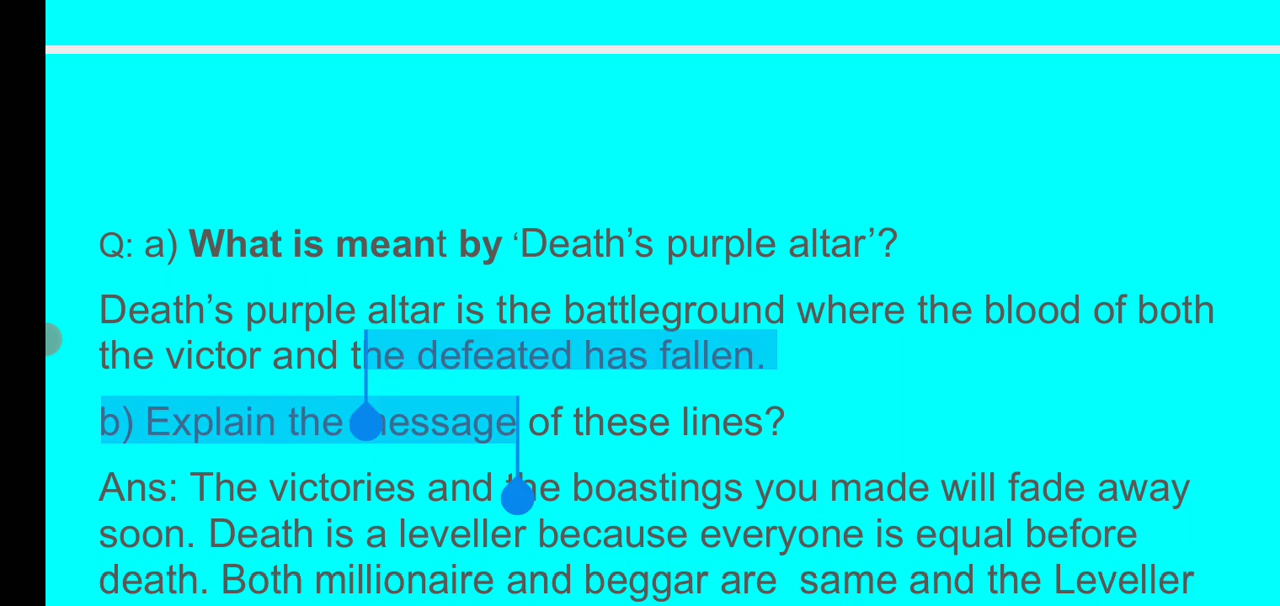 Q: a) What is meant by ‘Death’s purple altar’?
Death’s purple altar is the battleground where the blood of both
the victor and the defeated has fallen.
b) Explain the message of these lines?
Ans: The victories and the boastings you made will fade away
soon. Death is a leveller because everyone is equal before
death. Both millionaire and beggar are  same and the Leveller